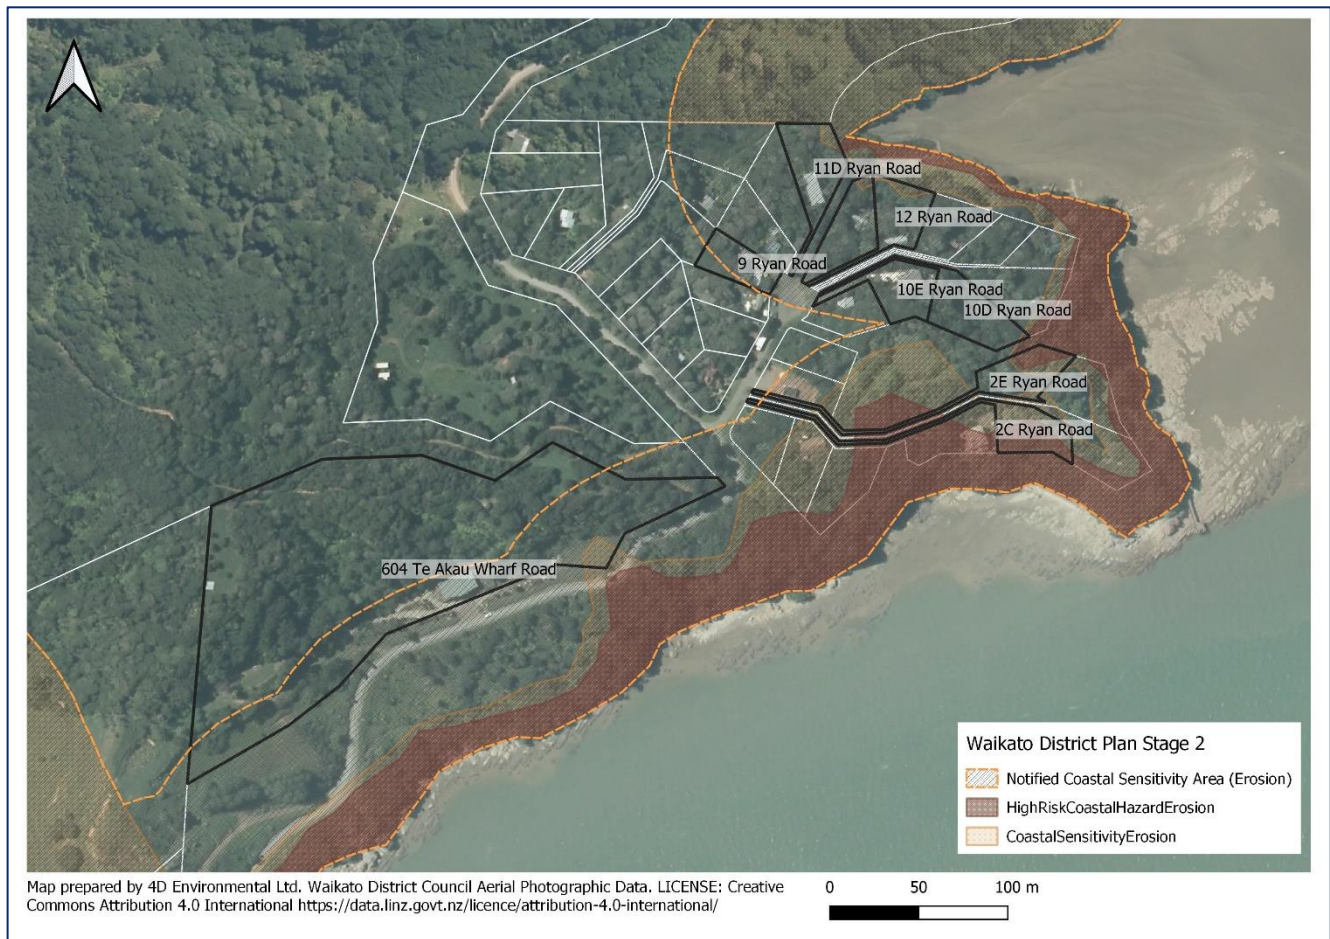 11D Ryan Road
12 Ryan Road
9 Ryan Road
10E Ryan Road
10D Ryan Road
2E Ryan Road
2C Ryan Road
604 Te Akau Wharf Road
Waikato District Plan Stage 2
Notified Coastal Sensitivity Area (Erosion)
HighRiskCoastalHazardErosion
CoastalSensitivityErosion
Map prepared by 4D Environmental Ltd. Waikato District Council Aerial Photographic Data. LICENSE: Creative
Commons Attribution 4.0 International https://data.linz.govt.nz/licence/attribution-4.0-international/
0 50 100 m